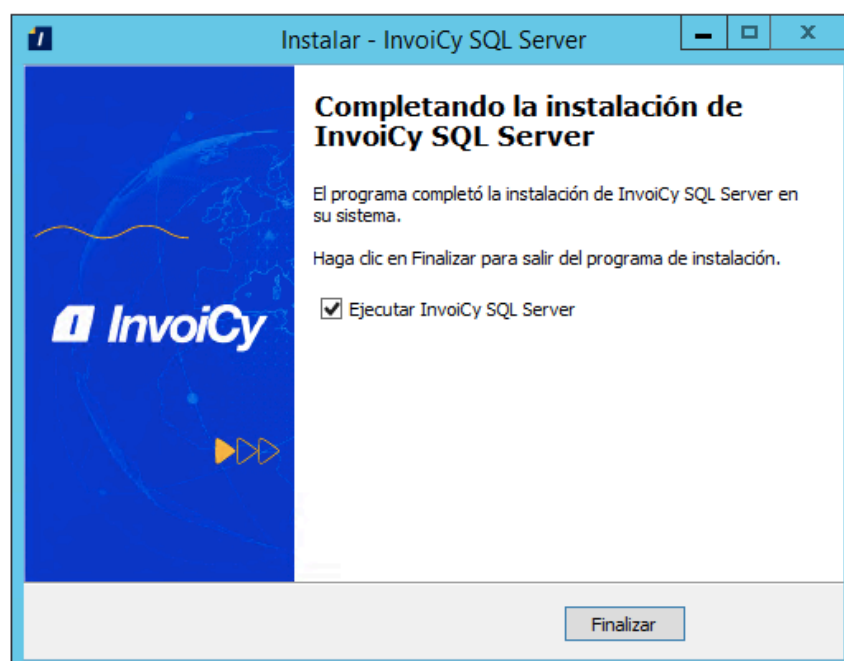 Instalar - InvoiCy SQL Server
Completando la instalación de
InvoiCy SQL Server
El programa completó la instalación de InvoiCy SQL Server en
su sistema.
Haga clic en Finalizar para salir del programa de instalación.
Ejecutar InvoiCy SQL Server
InvoiCy
Finalizar